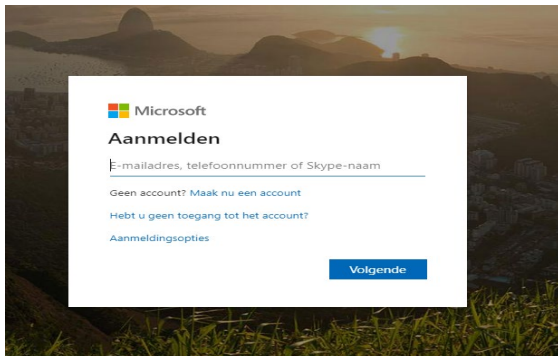 Microsoft
Aanmelden
E-mailadres, telefoonnummer of Skype-naam
Geen account? Maak nu een account
Hebt u geen toegang tot het account?
Aanmeldingsopties
Volgende